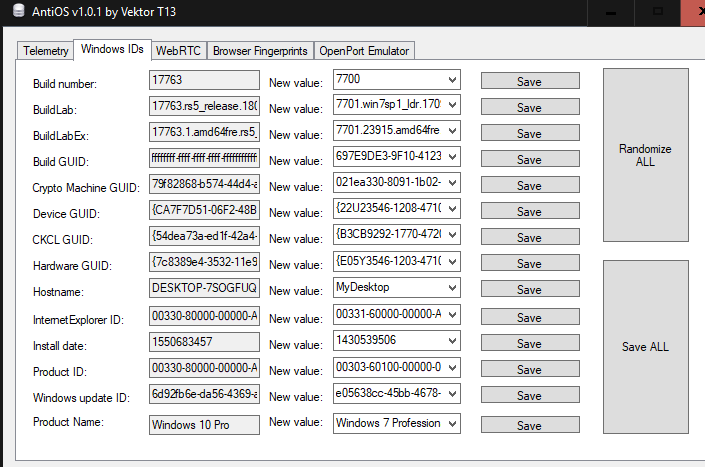 AntiOS v1.0.1 by Vektor T13
Telemetry Windows IDs WebRTC Browser Fingerprints OpenPort Emulator
Build number: 17763 New value: 7700 Save
BuildLab: 17763.rs5_release.180 New value: 7701.win7sp1_ldr.170 Save
BuildLabEx: 17763.1.amd64fre.rs5_ New value: 7701.23915.amd64fre Save
Build GUID: ffffffff-ffff-ffff-ffff-ffffffffffff New value: 697E9DE3-9F10-4123 Save
Crypto Machine GUID: 79f82868-b574-44d4-a New value: 021ea330-8091-1b02- Save
Device GUID: {CA7F7D51-06F2-48B New value: {22U23546-1208-4710 Save
CKCL GUID: {54dea73a-ed1f-42a4- New value: {B3CB9292-1770-4720 Save
Hardware GUID: {7c8389e4-3532-11e9 New value: {E05Y3546-1203-4710 Save
Hostname: DESKTOP-7SOGFUQ New value: MyDesktop Save
InternetExplorer ID: 00330-80000-00000-A New value: 00331-60000-00000-A Save
Install date: 1550683457 New value: 1430539506 Save
Product ID: 00330-80000-00000-A New value: 00303-60100-00000-0 Save
Windows update ID: 6d92fb6e-da56-4369-a New value: e05638cc-45bb-4678- Save
Product Name: Windows 10 Pro New value: Windows 7 Profession Save
Randomize
ALL
Save ALL